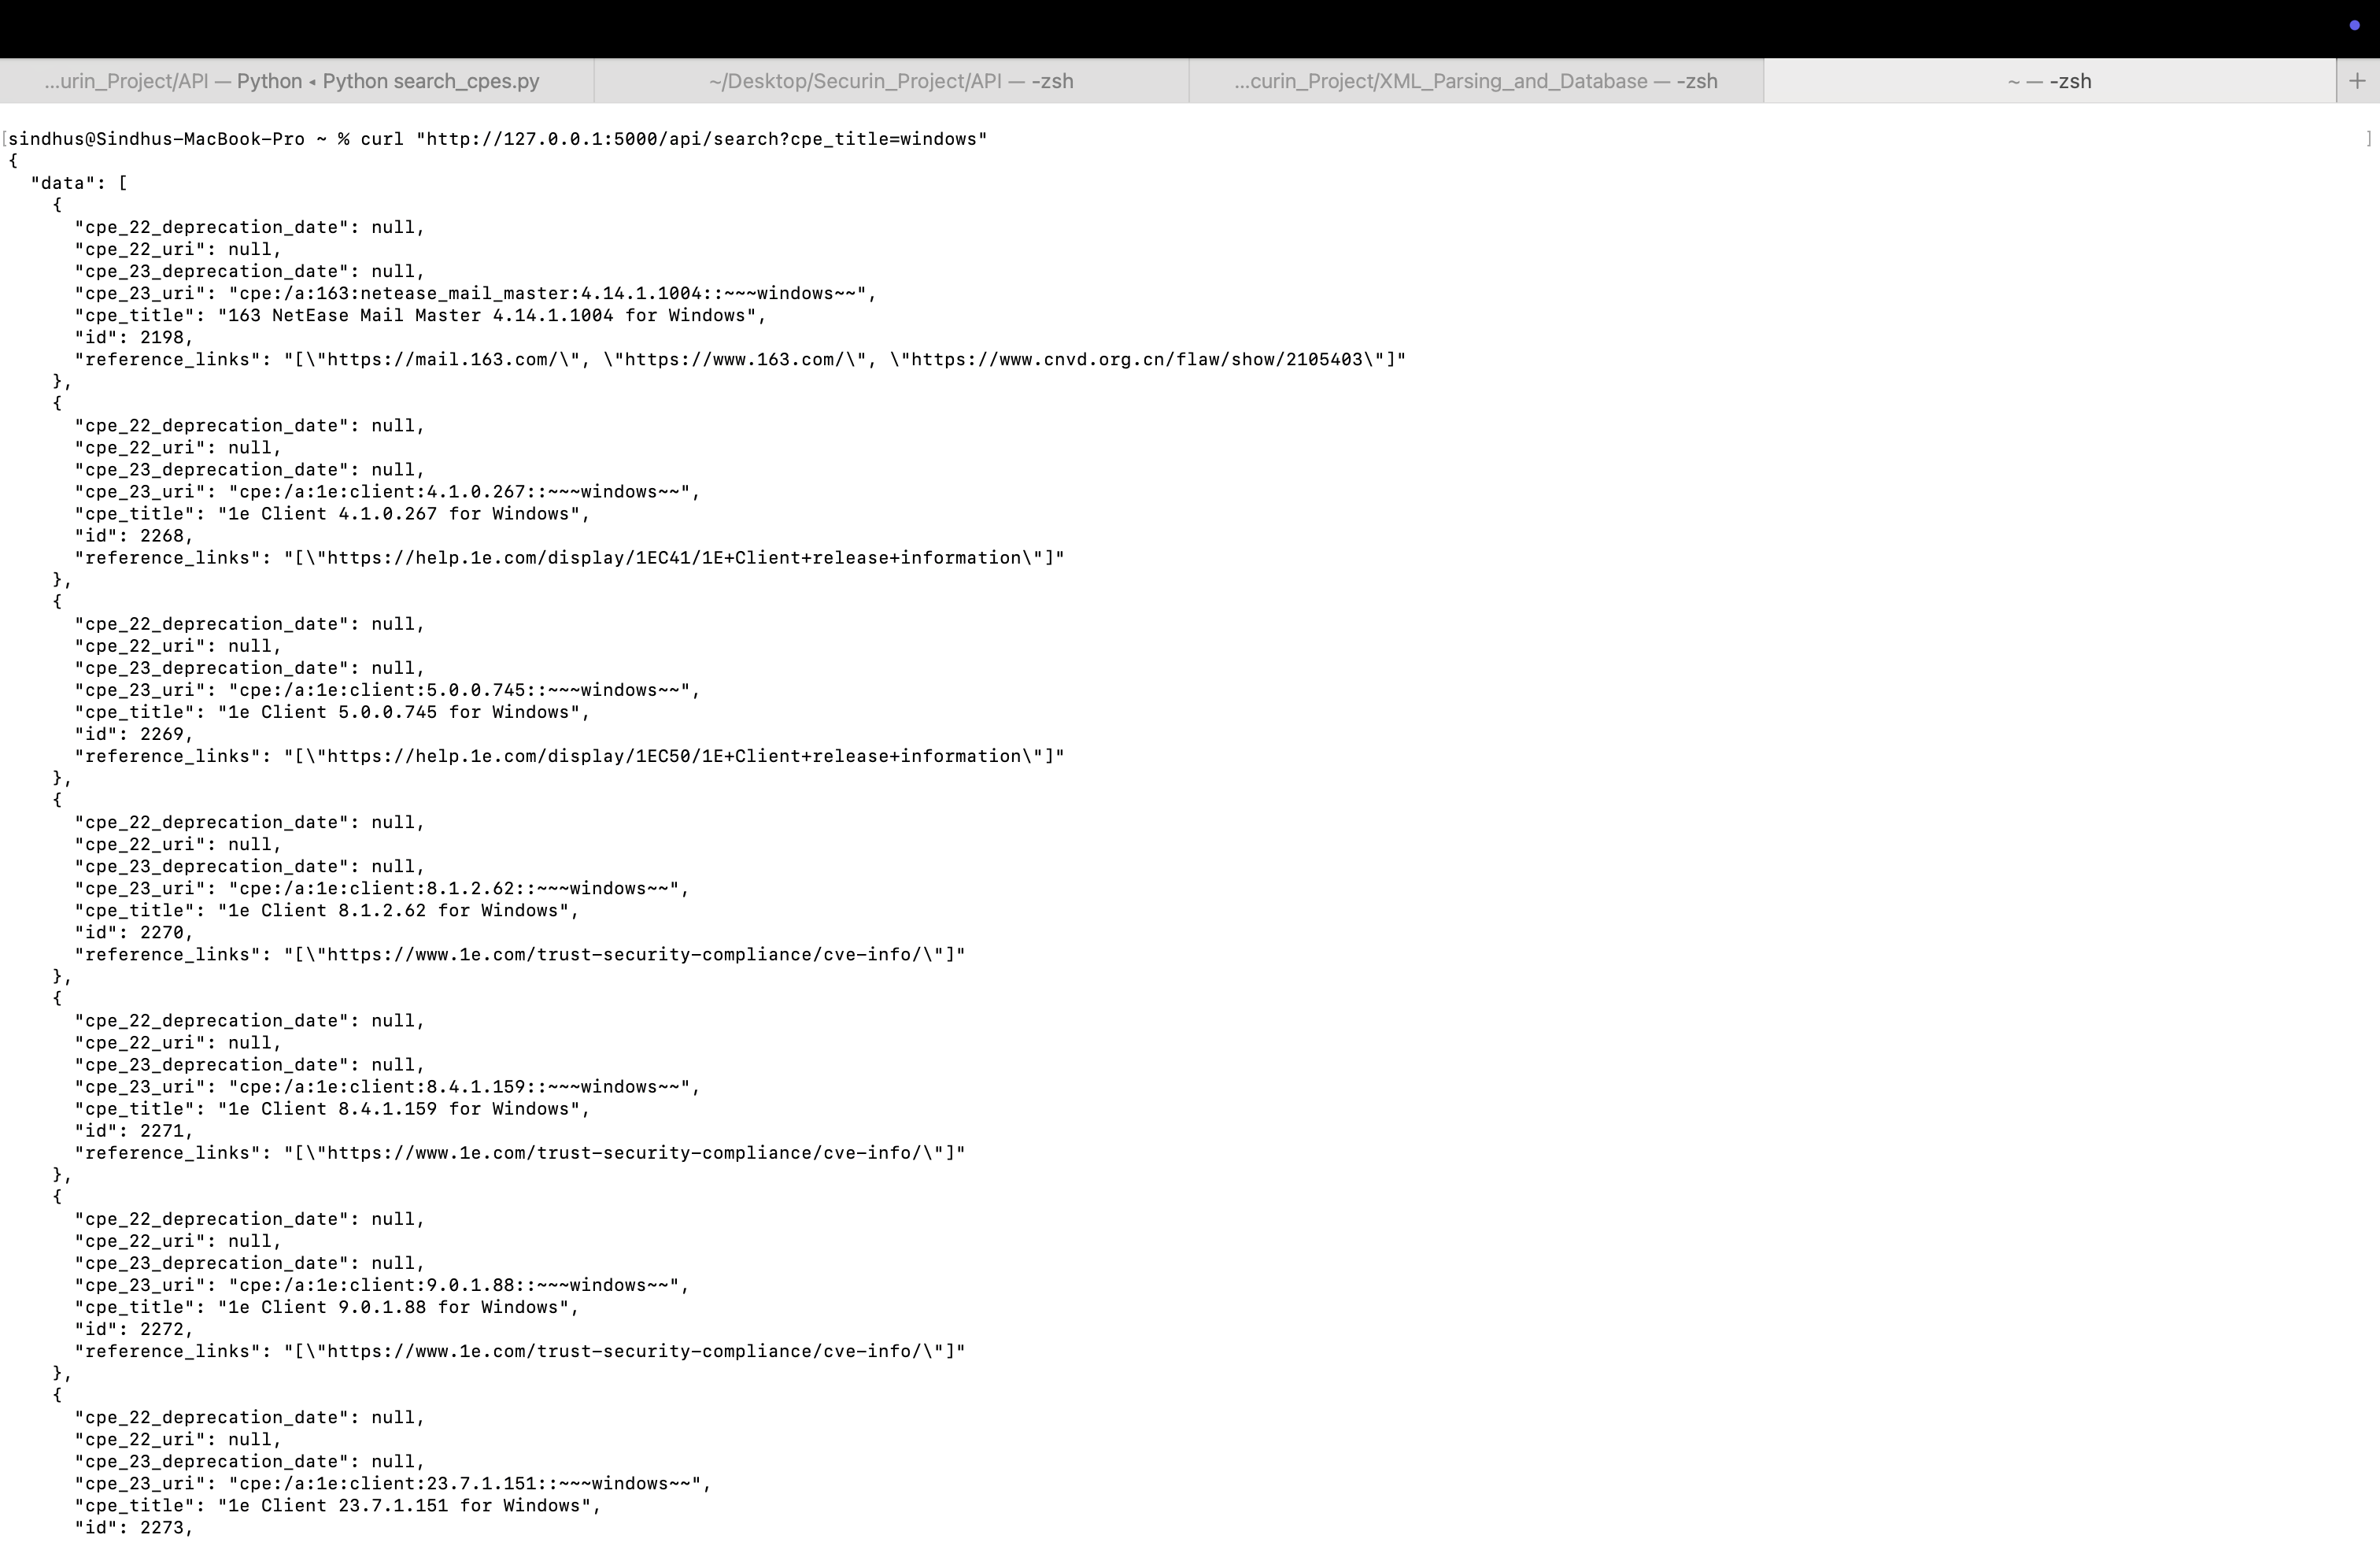 ...urin_Project/API — Python ◂ Python search_cpes.py
~/Desktop/Securin_Project/API — -zsh
...curin_Project/XML_Parsing_and_Database — -zsh
~ — -zsh
+
[sindhus@Sindhus-MacBook-Pro ~ % curl "http://127.0.0.1:5000/api/search?cpe_title=windows" ]
{
  "data": [
    {
      "cpe_22_deprecation_date": null,
      "cpe_22_uri": null,
      "cpe_23_deprecation_date": null,
      "cpe_23_uri": "cpe:/a:163:netease_mail_master:4.14.1.1004::~~~windows~~",
      "cpe_title": "163 NetEase Mail Master 4.14.1.1004 for Windows",
      "id": 2198,
      "reference_links": "[\"https://mail.163.com/\", \"https://www.163.com/\", \"https://www.cnvd.org.cn/flaw/show/2105403\"]"
    },
    {
      "cpe_22_deprecation_date": null,
      "cpe_22_uri": null,
      "cpe_23_deprecation_date": null,
      "cpe_23_uri": "cpe:/a:1e:client:4.1.0.267::~~~windows~~",
      "cpe_title": "1e Client 4.1.0.267 for Windows",
      "id": 2268,
      "reference_links": "[\"https://help.1e.com/display/1EC41/1E+Client+release+information\"]"
    },
    {
      "cpe_22_deprecation_date": null,
      "cpe_22_uri": null,
      "cpe_23_deprecation_date": null,
      "cpe_23_uri": "cpe:/a:1e:client:5.0.0.745::~~~windows~~",
      "cpe_title": "1e Client 5.0.0.745 for Windows",
      "id": 2269,
      "reference_links": "[\"https://help.1e.com/display/1EC50/1E+Client+release+information\"]"
    },
    {
      "cpe_22_deprecation_date": null,
      "cpe_22_uri": null,
      "cpe_23_deprecation_date": null,
      "cpe_23_uri": "cpe:/a:1e:client:8.1.2.62::~~~windows~~",
      "cpe_title": "1e Client 8.1.2.62 for Windows",
      "id": 2270,
      "reference_links": "[\"https://www.1e.com/trust-security-compliance/cve-info/\"]"
    },
    {
      "cpe_22_deprecation_date": null,
      "cpe_22_uri": null,
      "cpe_23_deprecation_date": null,
      "cpe_23_uri": "cpe:/a:1e:client:8.4.1.159::~~~windows~~",
      "cpe_title": "1e Client 8.4.1.159 for Windows",
      "id": 2271,
      "reference_links": "[\"https://www.1e.com/trust-security-compliance/cve-info/\"]"
    },
    {
      "cpe_22_deprecation_date": null,
      "cpe_22_uri": null,
      "cpe_23_deprecation_date": null,
      "cpe_23_uri": "cpe:/a:1e:client:9.0.1.88::~~~windows~~",
      "cpe_title": "1e Client 9.0.1.88 for Windows",
      "id": 2272,
      "reference_links": "[\"https://www.1e.com/trust-security-compliance/cve-info/\"]"
    },
    {
      "cpe_22_deprecation_date": null,
      "cpe_22_uri": null,
      "cpe_23_deprecation_date": null,
      "cpe_23_uri": "cpe:/a:1e:client:23.7.1.151::~~~windows~~",
      "cpe_title": "1e Client 23.7.1.151 for Windows",
      "id": 2273,